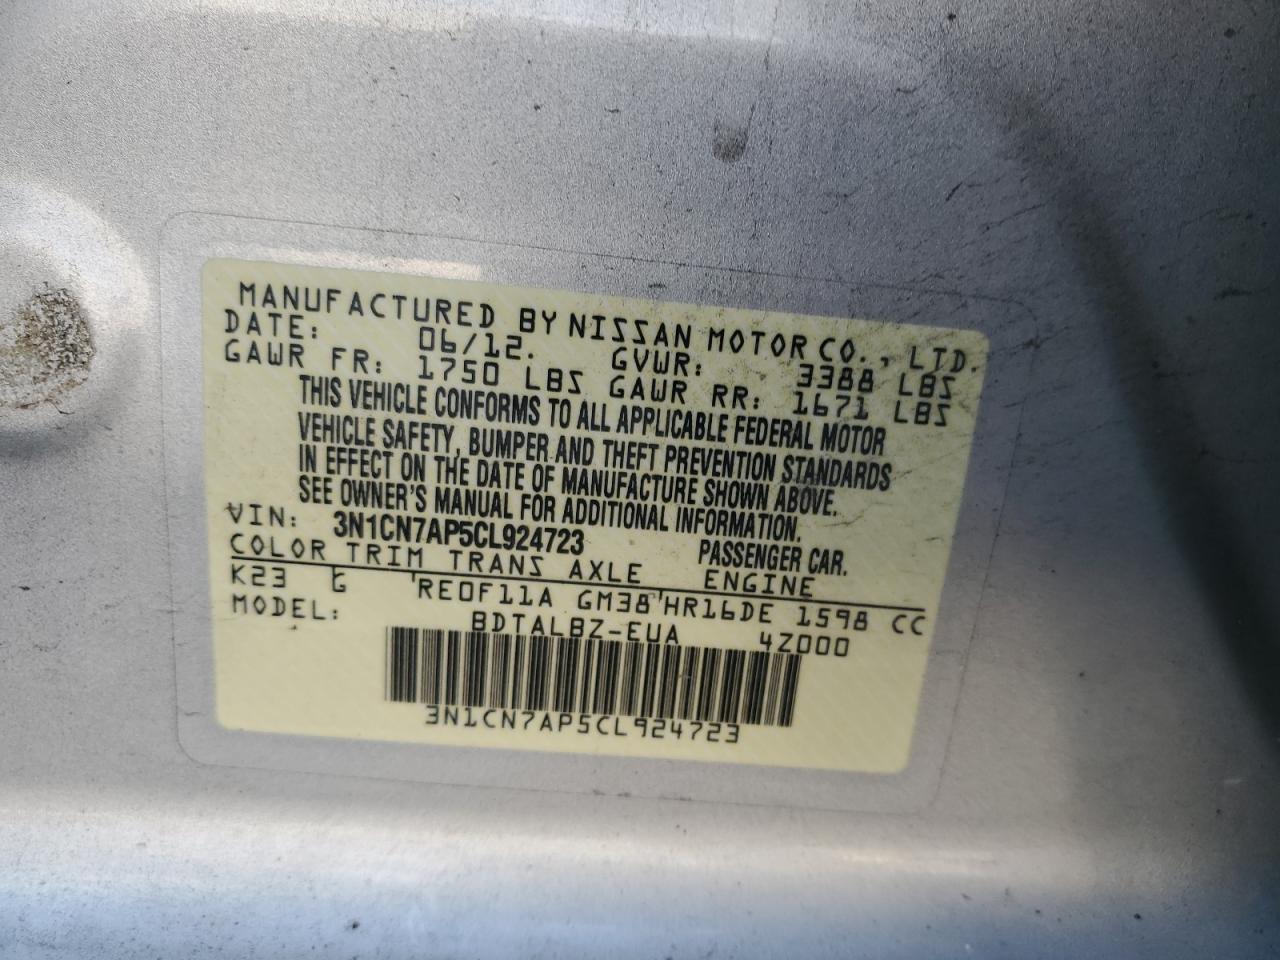 MANUFACTURED BY NISSAN MOTOR CO., LTD.
DATE: 06/12. GVWR: 3388 LBS
GAWR FR: 1750 LBS GAWR RR: 1671 LBS
THIS VEHICLE CONFORMS TO ALL APPLICABLE FEDERAL MOTOR
VEHICLE SAFETY, BUMPER AND THEFT PREVENTION STANDARDS
IN EFFECT ON THE DATE OF MANUFACTURE SHOWN ABOVE.
SEE OWNER'S MANUAL FOR ADDITIONAL INFORMATION.
VIN: 3N1CN7AP5CL924723 PASSENGER CAR.
COLOR TRIM TRANS AXLE ENGINE
K23 G RE0F11A GM38 HR16DE 1598 CC
MODEL: BDTALBZ-EUA 4Z000
3N1CN7AP5CL924723